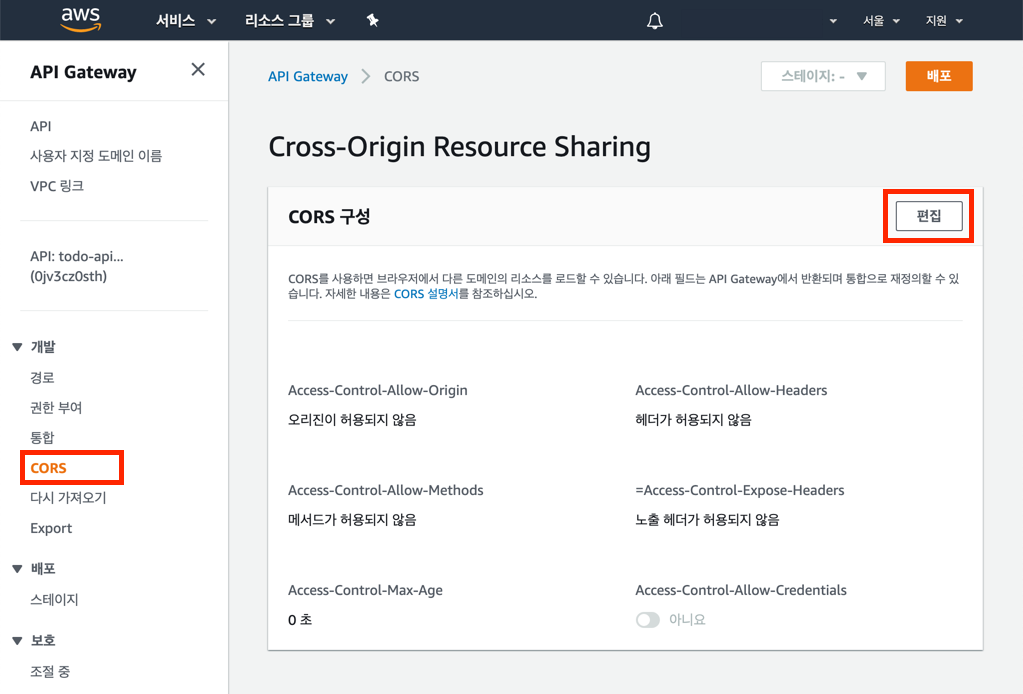 aws 서비스 리소스 그룹 서울 지원
API Gateway
API
사용자 지정 도메인 이름
VPC 링크
API: todo-api...
(0jv3cz0sth)
개발
경로
권한 부여
통합
CORS
다시 가져오기
Export
배포
스테이지
보호
조절 중
API Gateway CORS
스테이지: -
배포
Cross-Origin Resource Sharing
CORS 구성
편집
CORS를 사용하면 브라우저에서 다른 도메인의 리소스를 로드할 수 있습니다. 아래 필드는 API Gateway에서 반환되며 통합으로 재정의할 수 있
습니다. 자세한 내용은 CORS 설명서를 참조하십시오.
Access-Control-Allow-Origin
오리진이 허용되지 않음
Access-Control-Allow-Headers
헤더가 허용되지 않음
Access-Control-Allow-Methods
메서드가 허용되지 않음
=Access-Control-Expose-Headers
노출 헤더가 허용되지 않음
Access-Control-Max-Age
0 초
Access-Control-Allow-Credentials
아니요